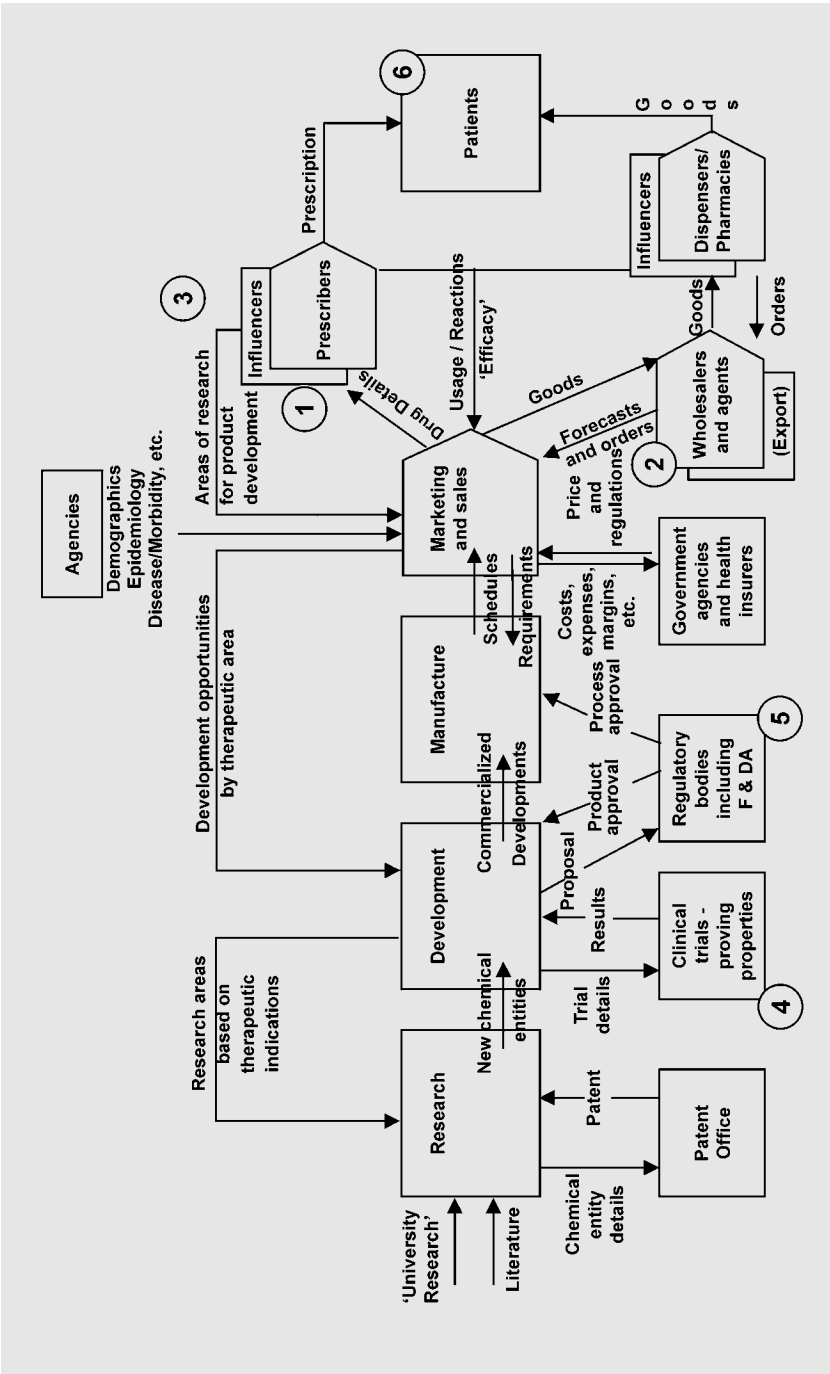 Agencies
Demographics
Epidemiology
Disease/Morbidity, etc.
Research areas
based on
therapeutic
indications
Development opportunities
by therapeutic area
Areas of research
for product
development
3
Influencers
Prescribers
1
Prescription
6
Patients
'University
Research'
Literature
Research
New chemical
entities
Development
Commercialized
Developments
Manufacture
Schedules
Requirements
Marketing
and sales
Drug Details
Usage / Reactions
'Efficacy'
Goods
Forecasts
and orders
Chemical
entity
details
Patent
Patent
Office
Trial
details
Results
Clinical
trials -
proving
properties
4
Proposal
Product
approval
Process
approval
Regulatory
bodies
including
F & DA
5
Costs,
expenses,
margins,
etc.
Price
and
regulations
Government
agencies
and health
insurers
2
Wholesalers
and agents
(Export)
Goods
Orders
Influencers
Dispensers/
Pharmacies
G
o
o
d
s